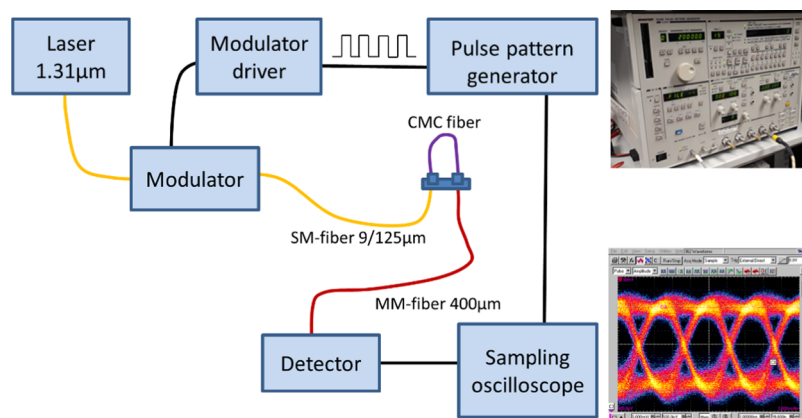 Laser
1.31µm
Modulator
driver
Pulse pattern
generator
CMC fiber
Modulator
SM-fiber 9/125µm
MM-fiber 400µm
Detector
Sampling
oscilloscope